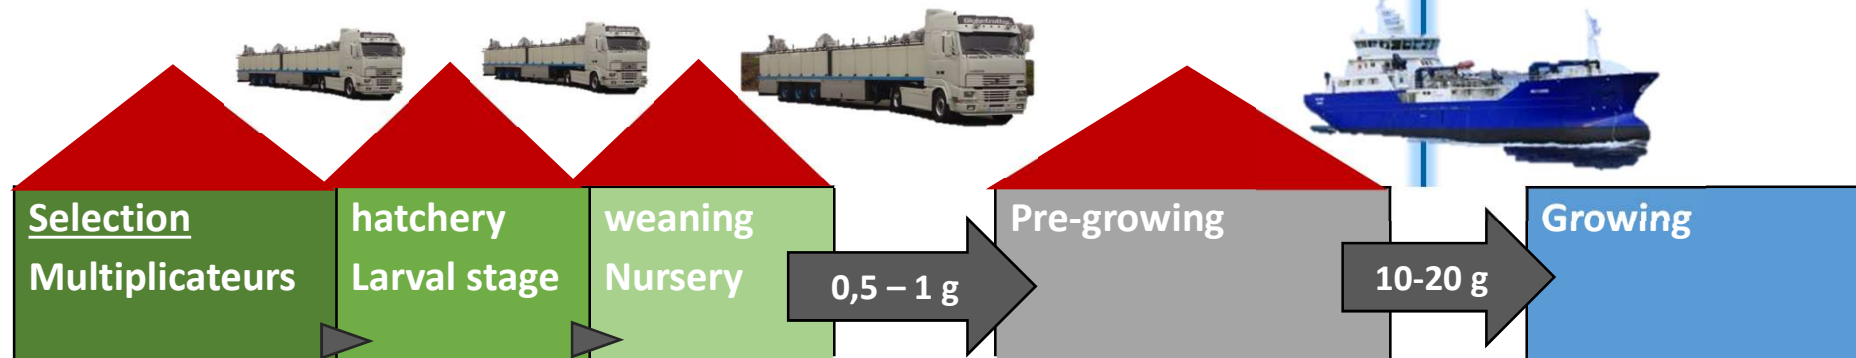 Selection
Multiplicateurs
hatchery
Larval stage
weaning
Nursery
0,5 – 1 g
Pre-growing
10-20 g
Growing